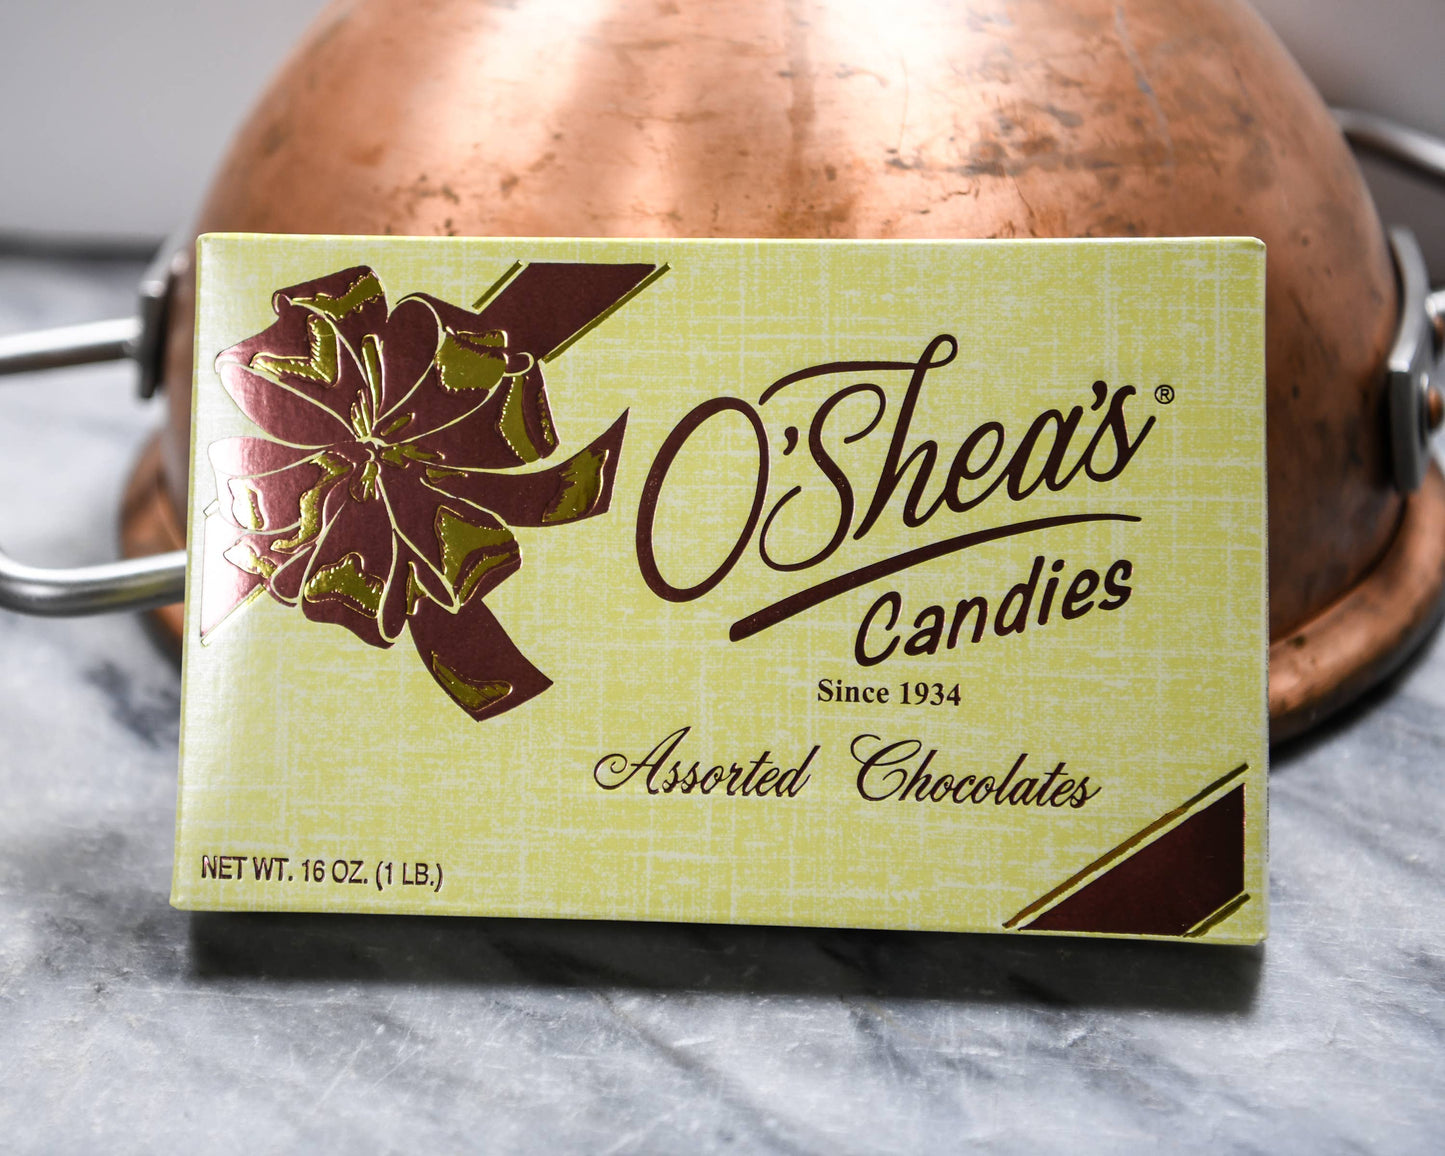 O'Shea's®
Candies
Since 1934
Assorted Chocolates
NET WT. 16 OZ. (1 LB.)